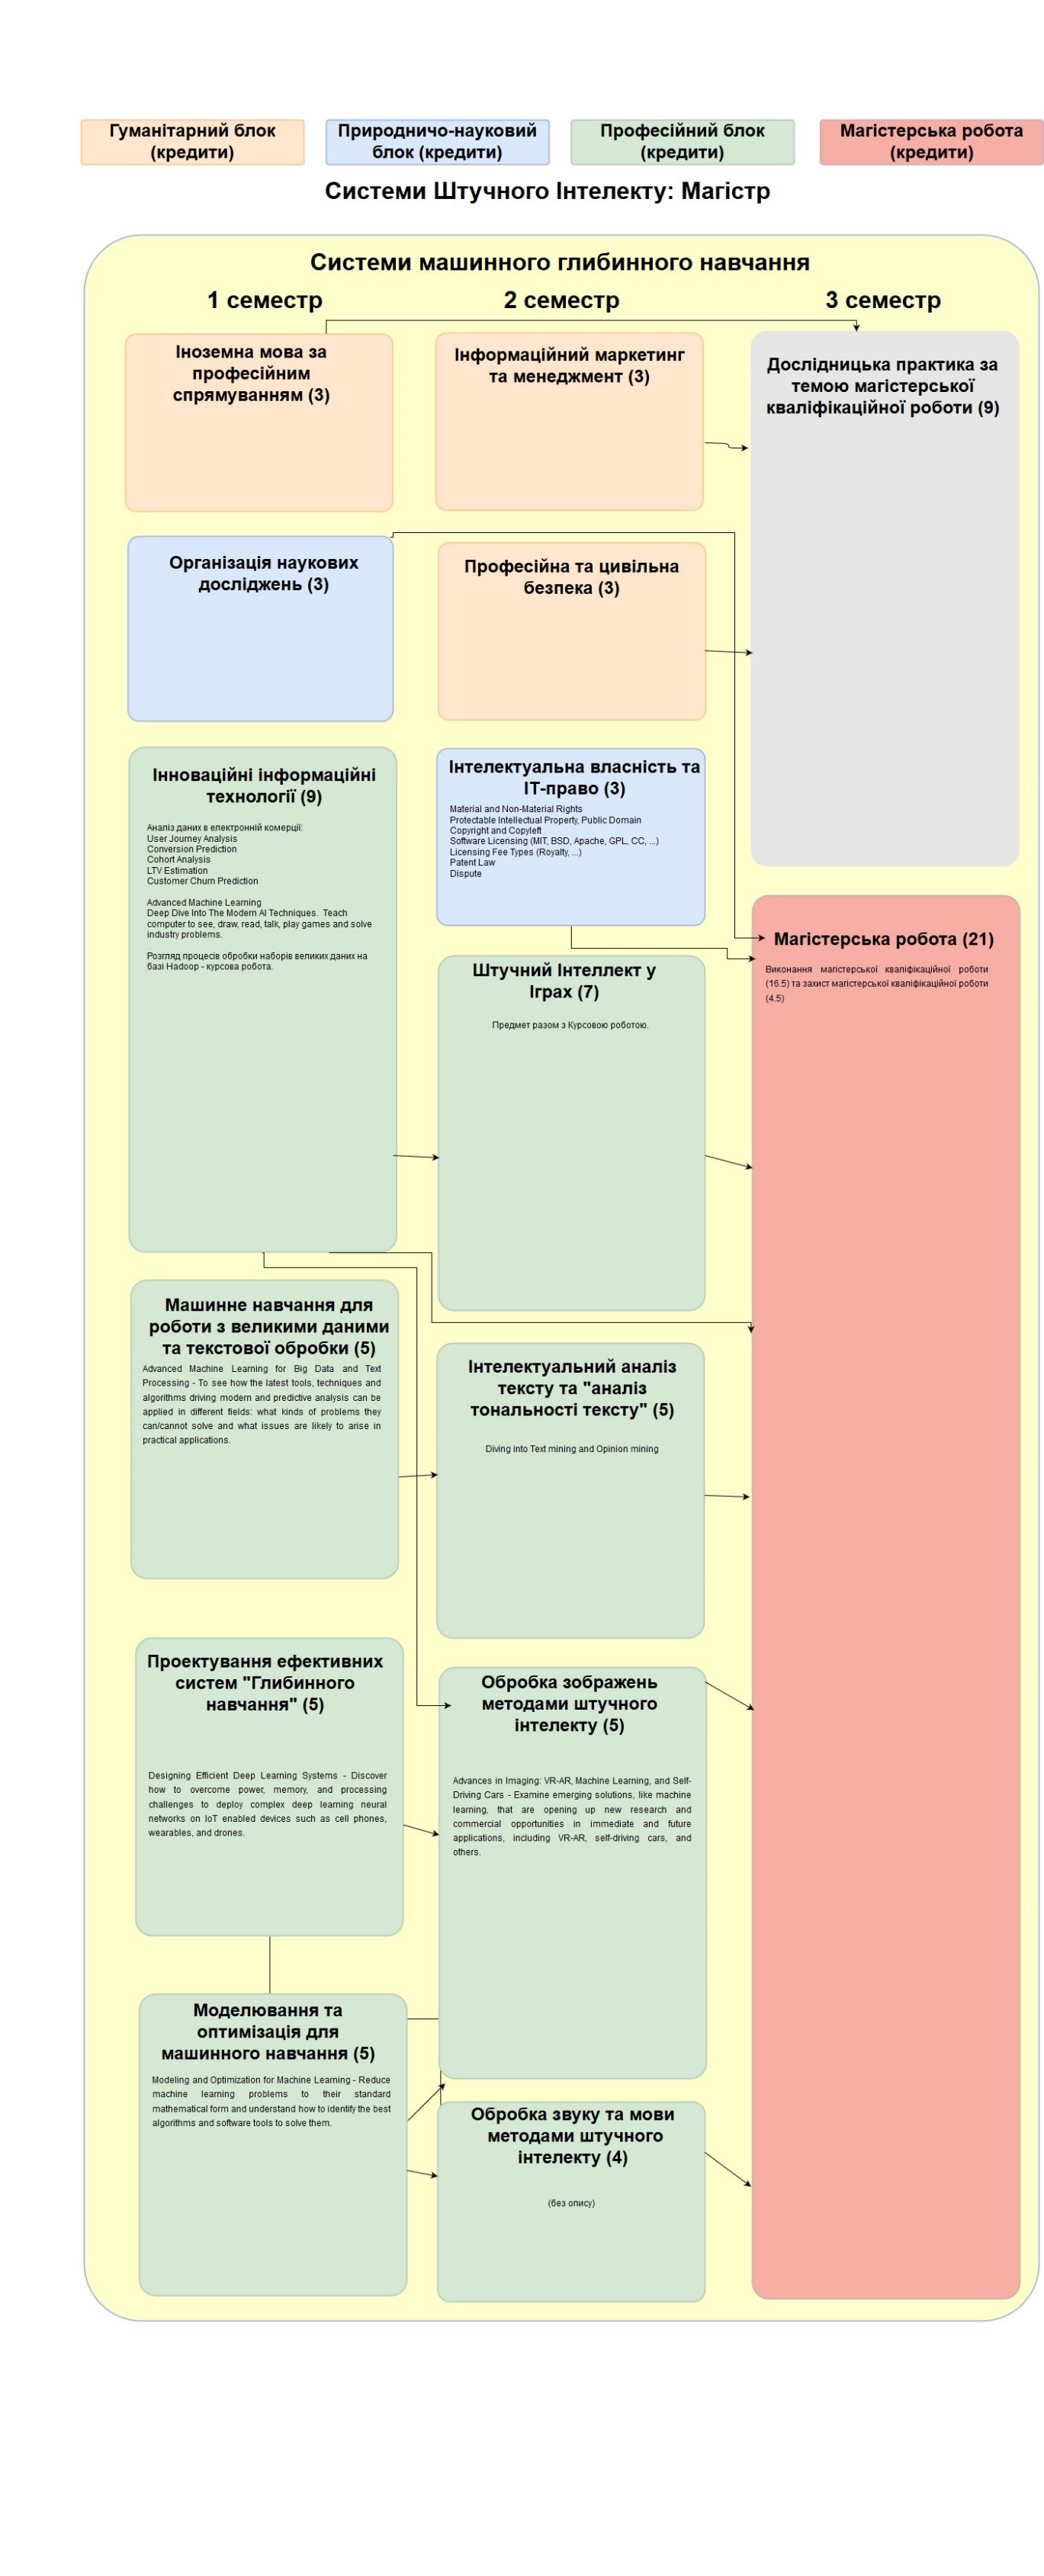 Гуманітарний блок
(кредити)
Природничо-науковий
блок (кредити)
Професійний блок
(кредити)
Магістерська робота
(кредити)
Системи Штучного Інтелекту: Магістр
Системи машинного глибинного навчання
1 семестр
2 семестр
3 семестр
Іноземна мова за
професійним
спрямуванням (3)
Інформаційний маркетинг
та менеджмент (3)
Дослідницька практика за
темою магістерської
кваліфікаційної роботи (9)
Організація наукових
досліджень (3)
Професійна та цивільна
безпека (3)
Інноваційні інформаційні
технології (9)
Аналіз даних в електронній комерції:
User Journey Analysis
Conversion Prediction
Cohort Analysis
LTV Estimation
Customer Churn Prediction
Advanced Machine Learning
Deep Dive Into The Modern AI Techniques. Teach
computer to see, draw, read, talk, play games and solve
industry problems.
Розгляд процесів обробки наборів великих даних на
базі Hadoop - курсова робота.
Інтелектуальна власність та
ІТ-право (3)
Material and Non-Material Rights
Protectable Intellectual Property, Public Domain
Copyright and Copyleft
Software Licensing (MIT, BSD, Apache, GPL, CC, ...)
Licensing Fee Types (Royalty, ...)
Patent Law
Dispute
Магістерська робота (21)
Виконання магістерської кваліфікаційної роботи
(16.5) та захист магістерської кваліфікаційної роботи
(4.5)
Штучний Інтеллект у
Іграх (7)
Предмет разом з Курсовою роботою.
Машинне навчання для
роботи з великими даними
та текстової обробки (5)
Advanced Machine Learning for Big Data and Text
Processing - To see how the latest tools, techniques and
algorithms driving modern and predictive analysis can be
applied in different fields: what kinds of problems they
can/cannot solve and what issues are likely to arise in
practical applications.
Інтелектуальний аналіз
тексту та "аналіз
тональності тексту" (5)
Diving into Text mining and Opinion mining
Проектування ефективних
систем "Глибинного
навчання" (5)
Designing Efficient Deep Learning Systems - Discover
how to overcome power, memory, and processing
challenges to deploy complex deep learning neural
networks on IoT enabled devices such as cell phones,
wearables, and drones.
Обробка зображень
методами штучного
інтелекту (5)
Advances in Imaging: VR-AR, Machine Learning, and Self-
Driving Cars - Examine emerging solutions, like machine
learning, that are opening up new research and
commercial opportunities in immediate and future
applications, including VR-AR, self-driving cars, and
others.
Моделювання та
оптимізація для
машинного навчання (5)
Modeling and Optimization for Machine Learning - Reduce
machine learning problems to their standard
mathematical form and understand how to identify the best
algorithms and software tools to solve them.
Обробка звуку та мови
методами штучного
інтелекту (4)
(без опису)